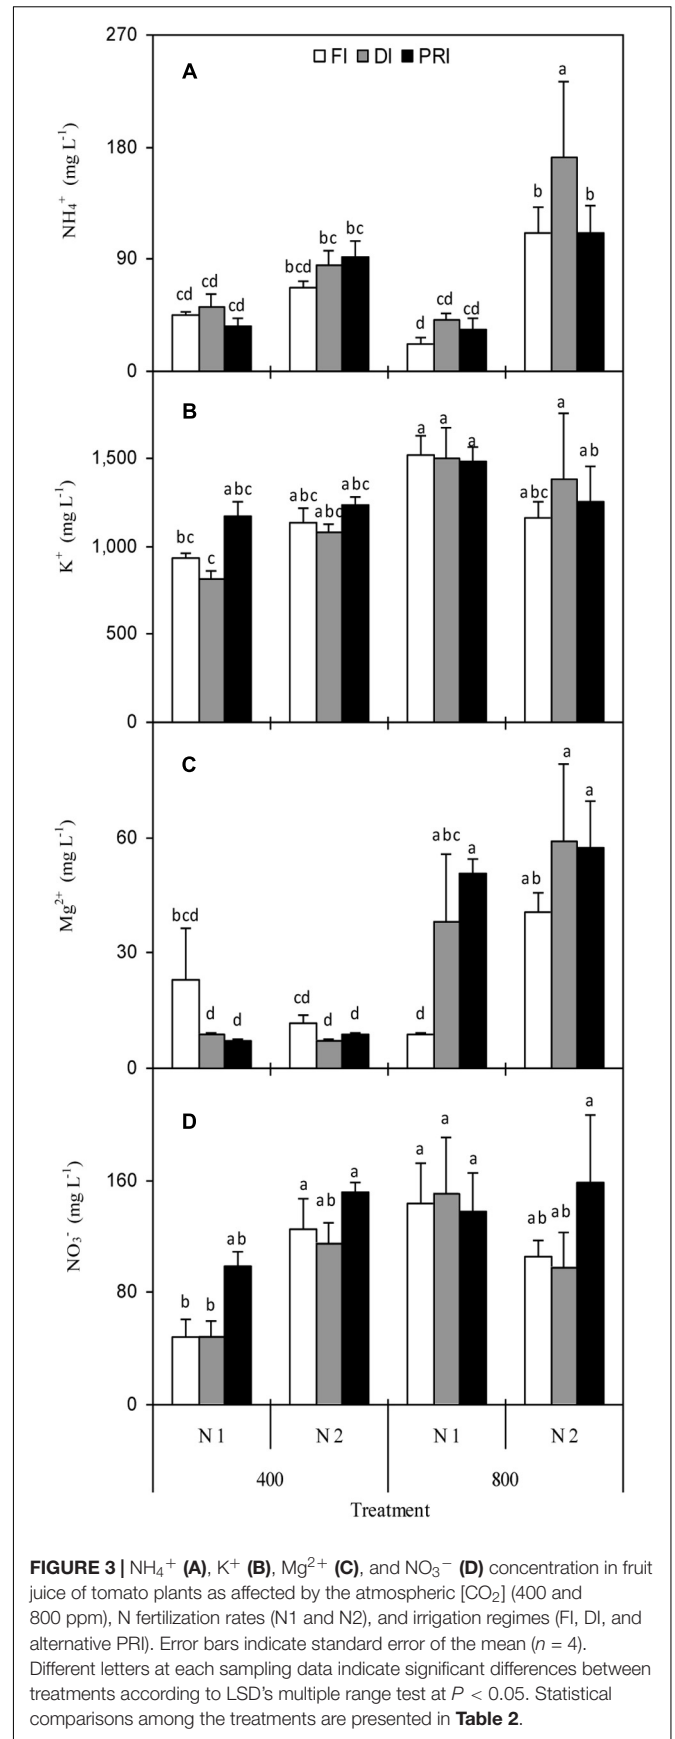 270
A
FI DI PRI
a
180
NH₄⁺ (mg L⁻¹)
b b
bc bc
bcd
90
cd cd cd
cd cd
d
0
B
a
a a a
ab
1,500
abc abc abc abc abc
K⁺ (mg L⁻¹)
bc c
1,000
500
0
C
a
a
60
abc a
Mg²⁺ (mg L⁻¹)
ab
bcd
30
cd
d d d d d
0
D
a
a
a a a
a ab
160
NO₃⁻ (mg L⁻¹)
ab ab ab
80
b b
0
N 1 N 2 N 1 N 2
400 800
Treatment
FIGURE 3 | NH₄⁺ (A), K⁺ (B), Mg²⁺ (C), and NO₃⁻ (D) concentration in fruit
juice of tomato plants as affected by the atmospheric [CO₂] (400 and
800 ppm), N fertilization rates (N1 and N2), and irrigation regimes (FI, DI, and
alternative PRI). Error bars indicate standard error of the mean (n = 4).
Different letters at each sampling data indicate significant differences between
treatments according to LSD's multiple range test at P < 0.05. Statistical
comparisons among the treatments are presented in Table 2.